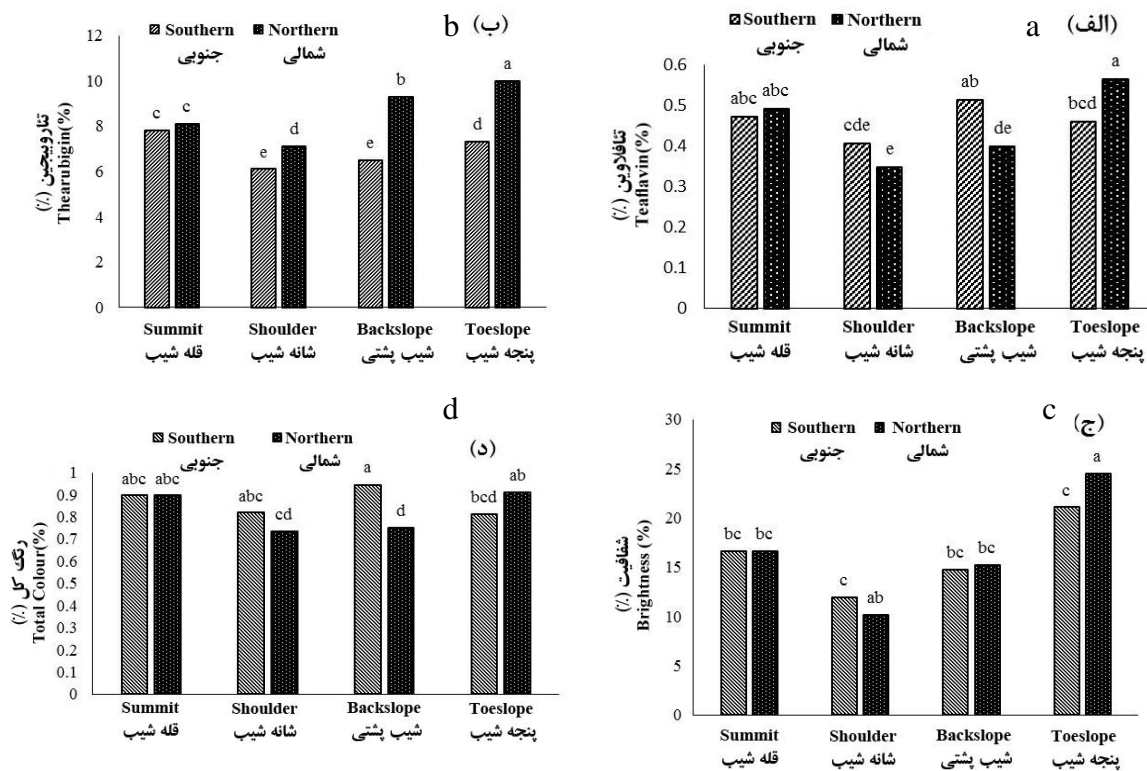 b (ب)
Southern Northern
جنوبی شمالی
تئاروبیجین (٪)
Thearubigin(%)
12
10
8
6
4
2
0
c c e d e b d a
Summit Shoulder Backslope Toeslope
قله شیب شانه شیب شیب پشتی پنجه شیب
a (الف)
Southern Northern
جنوبی شمالی
تئافلاوین (٪)
Teaflavin(%)
0.6
0.5
0.4
0.3
0.2
0.1
0
abc abc cde e ab de bcd a
Summit Shoulder Backslope Toeslope
قله شیب شانه شیب شیب پشتی پنجه شیب
d (د)
Southern Northern
جنوبی شمالی
رنگ کل (٪)
Total Colour(%)
1
0.9
0.8
0.7
0.6
0.5
0.4
0.3
0.2
0.1
0
abc abc abc cd a d bcd ab
Summit Shoulder Backslope Toeslope
قله شیب شانه شیب شیب پشتی پنجه شیب
c (ج)
Southern Northern
جنوبی شمالی
شفافیت (٪)
Brightness (%)
30
25
20
15
10
5
0
bc bc c ab bc bc c a
Summit Shoulder Backslope Toeslope
قله شیب شانه شیب شیب پشتی پنجه شیب